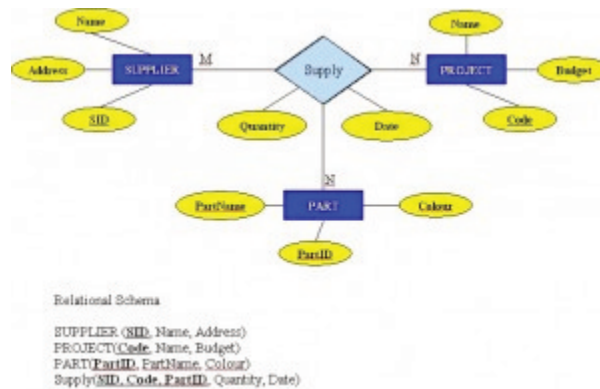 Name
Name
Address
SUPPLIER
M
Supply
N
PROJECT
Budget
SID
Quantity
Date
Code
N
PartName
PART
Colour
PartID
Relational Schema
SUPPLIER (SID, Name, Address)
PROJECT(Code, Name, Budget)
PART(PartID, PartName, Colour)
Supply(SID, Code, PartID, Quantity, Date)